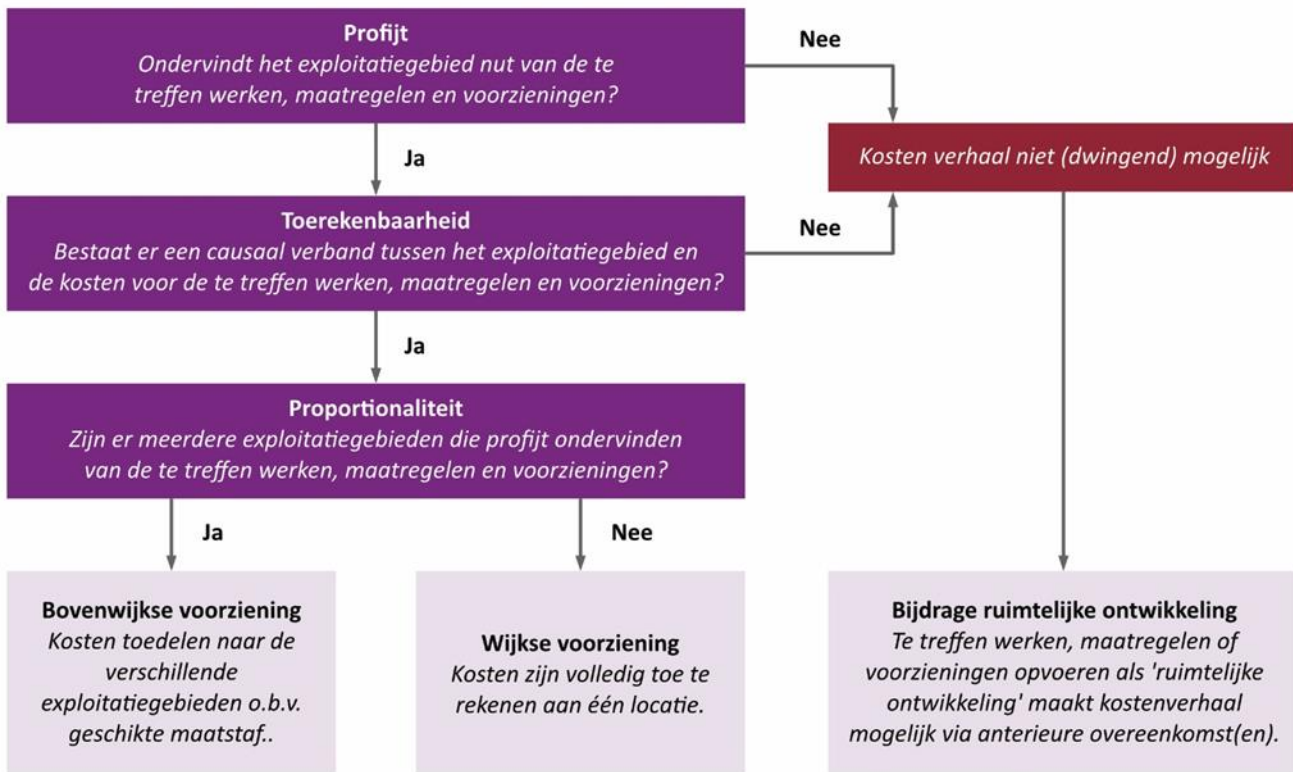 Profijt
Ondervindt het exploitatiegebied nut van de te
treffen werken, maatregelen en voorzieningen?
Nee
Kosten verhaal niet (dwingend) mogelijk
Ja
Toerekenbaarheid
Bestaat er een causaal verband tussen het exploitatiegebied en
de kosten voor de te treffen werken, maatregelen en voorzieningen?
Nee
Ja
Proportionaliteit
Zijn er meerdere exploitatiegebieden die profijt ondervinden
van de te treffen werken, maatregelen en voorzieningen?
Ja
Nee
Bovenwijkse voorziening
Kosten toedelen naar de
verschillende
exploitatiegebieden o.b.v.
geschikte maatstaf..
Wijkse voorziening
Kosten zijn volledig toe te
rekenen aan één locatie.
Bijdrage ruimtelijke ontwikkeling
Te treffen werken, maatregelen of
voorzieningen opvoeren als 'ruimtelijke
ontwikkeling' maakt kostenverhaal
mogelijk via anterieure overeenkomst(en).